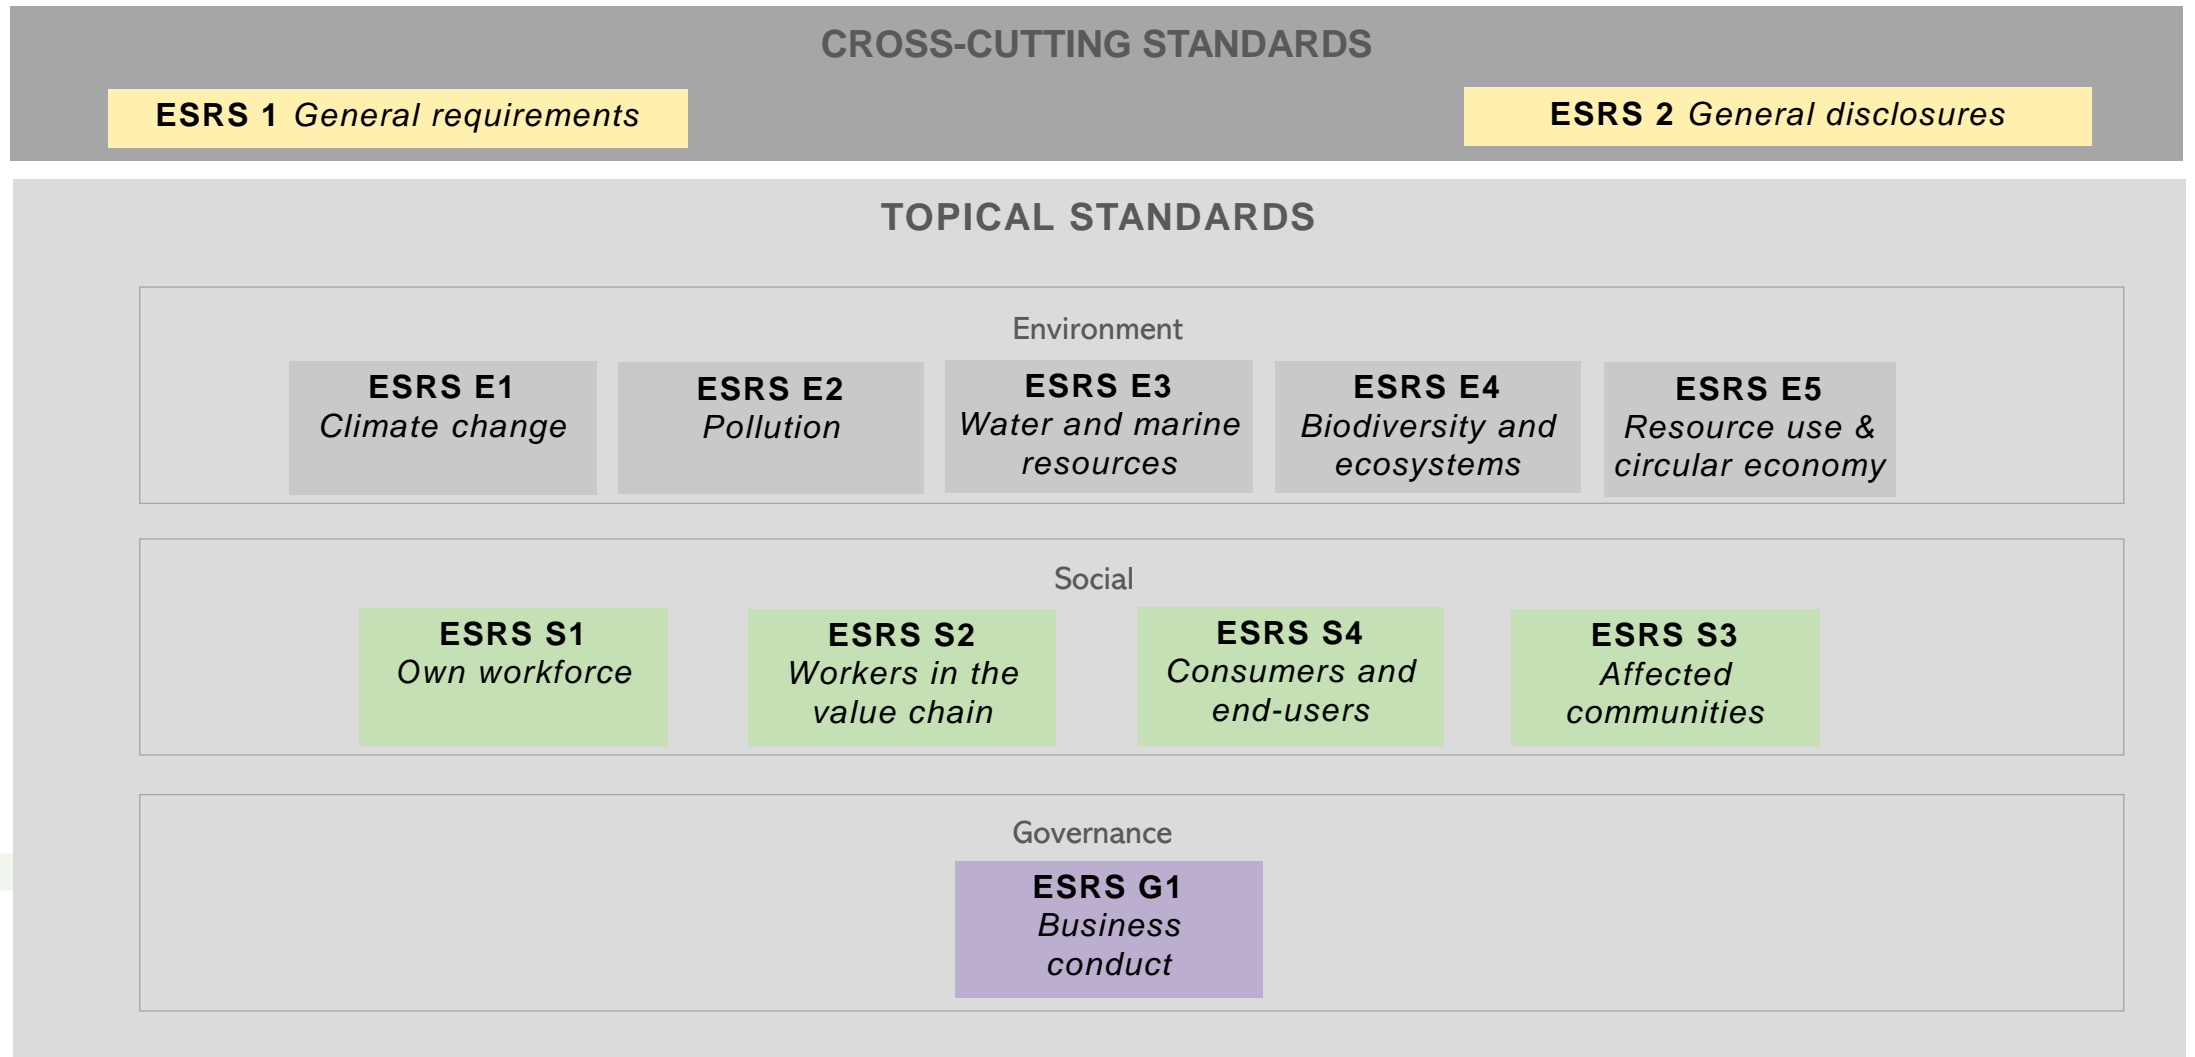 CROSS-CUTTING STANDARDS
ESRS 1 General requirements
ESRS 2 General disclosures
TOPICAL STANDARDS
Environment
ESRS E1
Climate change
ESRS E2
Pollution
ESRS E3
Water and marine
resources
ESRS E4
Biodiversity and
ecosystems
ESRS E5
Resource use &
circular economy
Social
ESRS S1
Own workforce
ESRS S2
Workers in the
value chain
ESRS S4
Consumers and
end-users
ESRS S3
Affected
communities
Governance
ESRS G1
Business
conduct